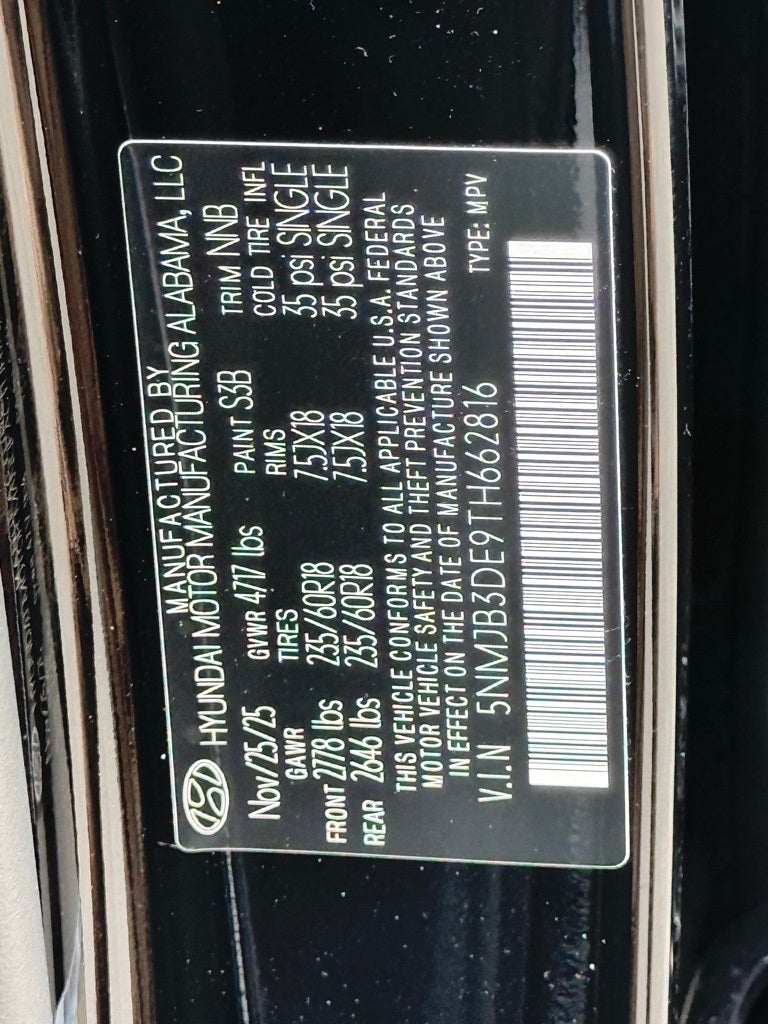 MANUFACTURED BY
HYUNDAI MOTOR MANUFACTURING ALABAMA, LLC
Nov/25/25 GVWR 4717 lbs PAINT S3B TRIM NNB
GAWR TIRES RIMS COLD TIRE INFL
FRONT 2778 lbs 235/60R18 7.5JX18 35 psi SINGLE
REAR 2646 lbs 235/60R18 7.5JX18 35 psi SINGLE
THIS VEHICLE CONFORMS TO ALL APPLICABLE U.S.A. FEDERAL
MOTOR VEHICLE SAFETY AND THEFT PREVENTION STANDARDS
IN EFFECT ON THE DATE OF MANUFACTURE SHOWN ABOVE
V.I.N 5NMJB3DE9TH662816 TYPE: MPV